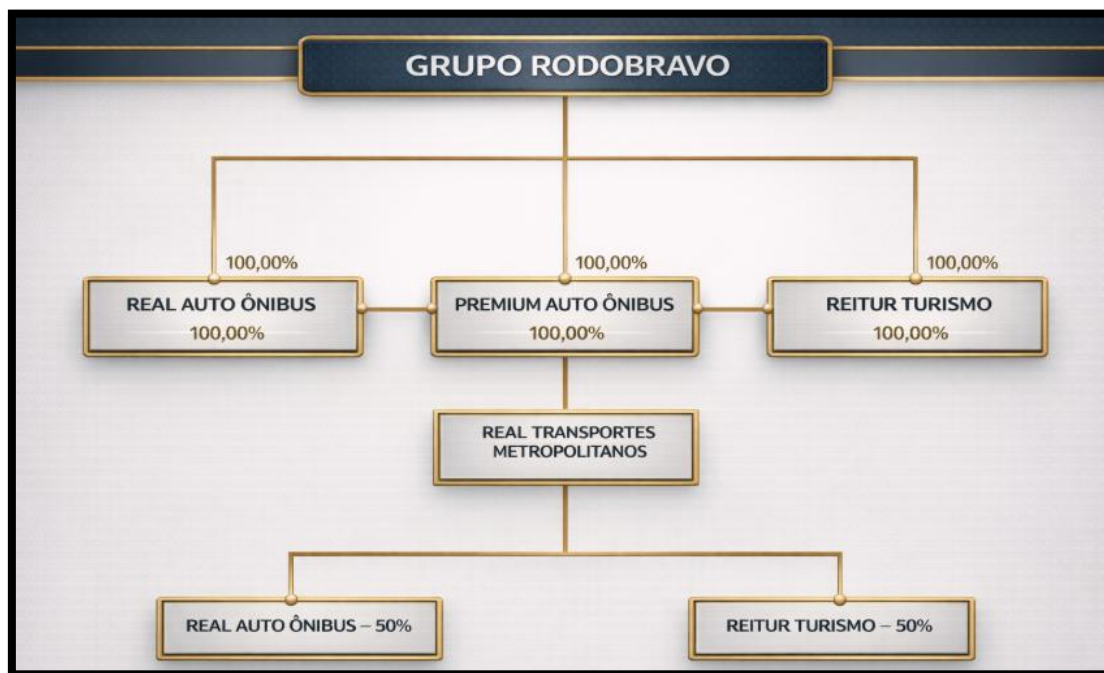 GRUPO RODOBRAVO
100,00%
100,00%
100,00%
REAL AUTO ÔNIBUS
100,00%
PREMIUM AUTO ÔNIBUS
100,00%
REITUR TURISMO
100,00%
REAL TRANSPORTES
METROPOLITANOS
REAL AUTO ÔNIBUS – 50%
REITUR TURISMO – 50%